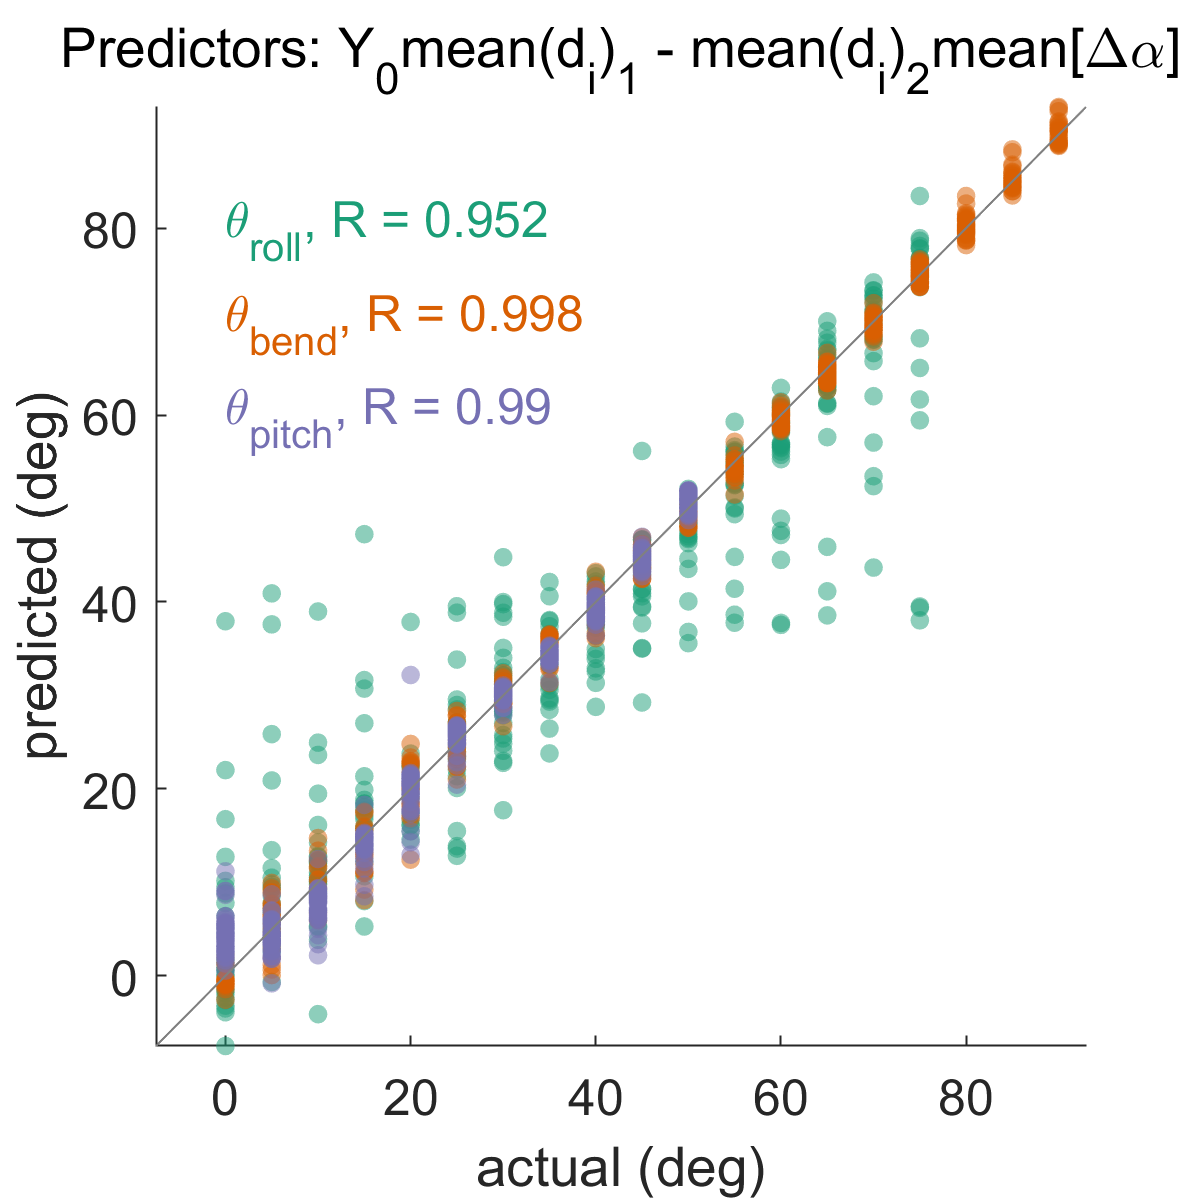 Predictors: Y₀mean(dᵢ)₁ - mean(dᵢ)₂mean[Δα]
θroll, R = 0.952
θbend, R = 0.998
θpitch, R = 0.99
predicted (deg)
80
60
40
20
0
0 20 40 60 80
actual (deg)